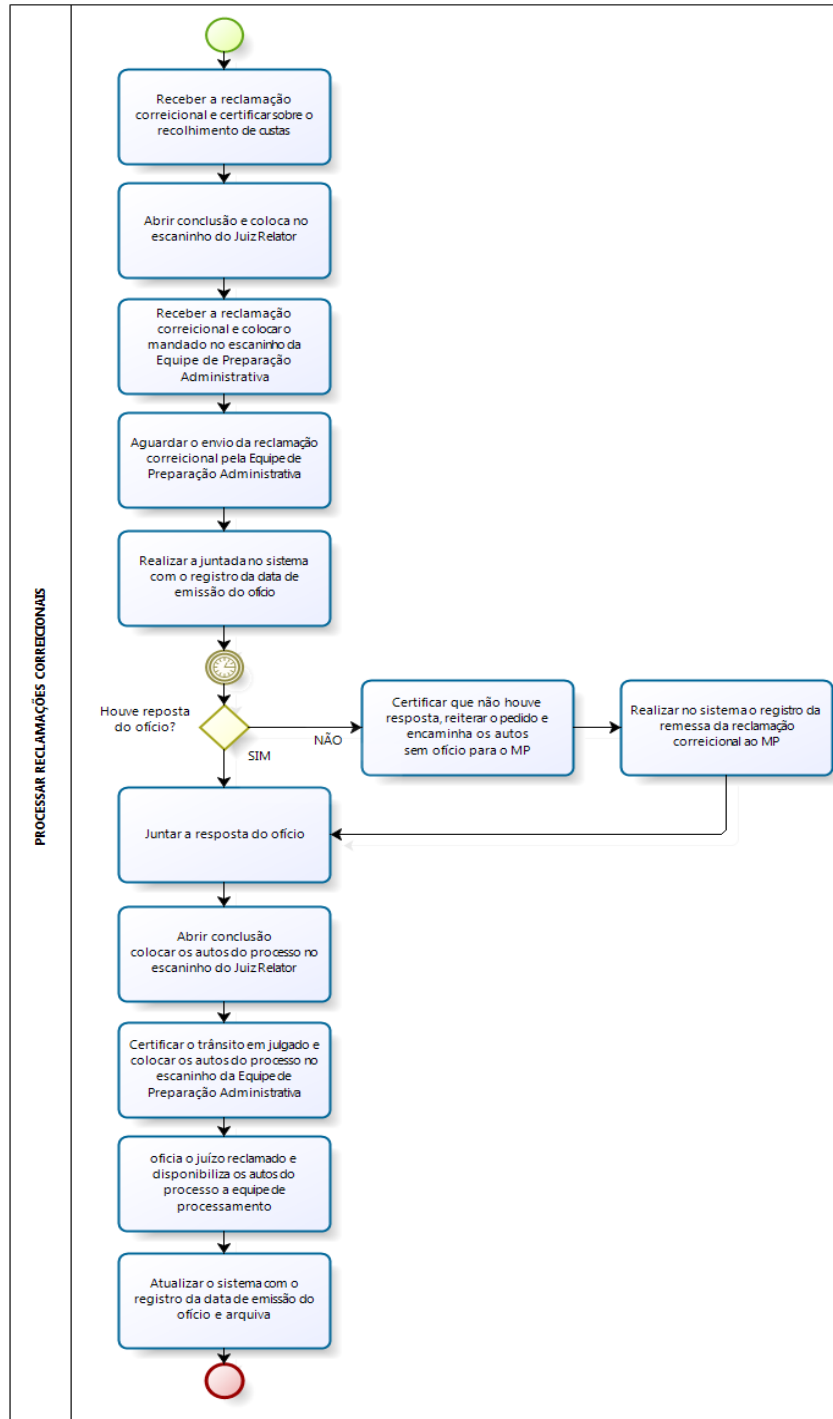 PROCESSAR RECLAMAÇÕES CORREICIONAIS
Receber a reclamação
correicional e certificar sobre o
recolhimento de custas
Abrir conclusão e coloca no
escaninho do Juiz Relator
Receber a reclamação
correicional e colocar o
mandado no escaninho da
Equipe de Preparação
Administrativa
Aguardar o envio da reclamação
correicional pela Equipe de
Preparação Administrativa
Realizar a juntada no sistema
com o registro da data de
emissão do ofício
Houve reposta
do ofício?
NÃO
SIM
Certificar que não houve
resposta, reiterar o pedido e
encaminha os autos
sem ofício para o MP
Realizar no sistema o registro da
remessa da reclamação
correicional ao MP
Juntar a resposta do ofício
Abrir conclusão
colocar os autos do processo no
escaninho do Juiz Relator
Certificar o trânsito em julgado e
colocar os autos do processo no
escaninho da Equipe de
Preparação Administrativa
oficia o juízo reclamado e
disponibiliza os autos do
processo a equipe de
processamento
Atualizar o sistema com o
registro da data de emissão do
ofício e arquiva